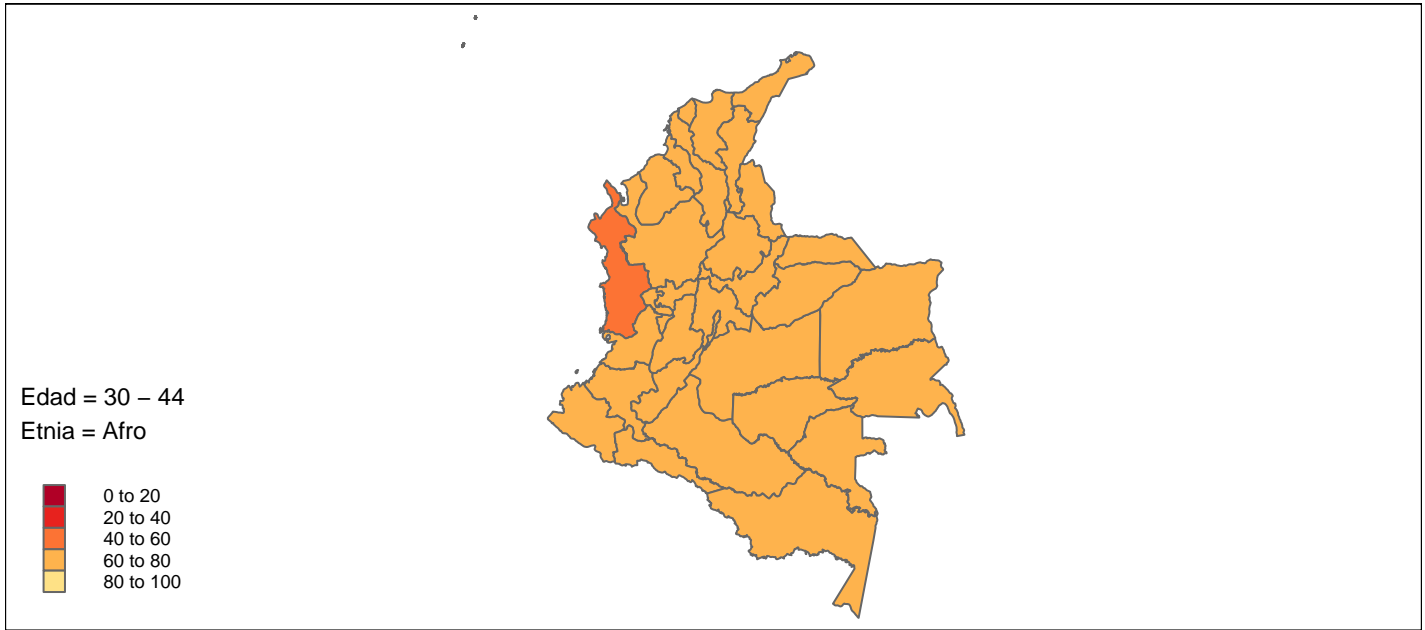 Edad = 30 – 44
Etnia = Afro
0 to 20
20 to 40
40 to 60
60 to 80
80 to 100